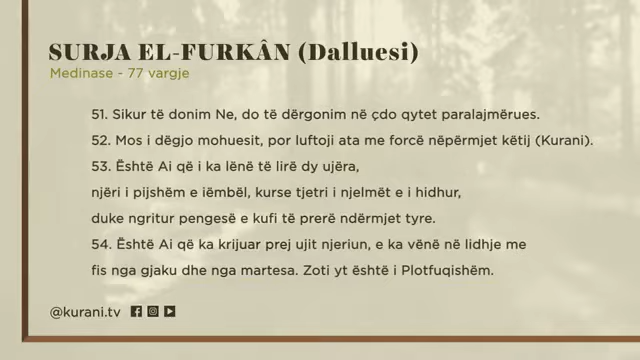 SURJA EL-FURKÂN (Dalluesi)
Medinase - 77 vargje
51. Sikur të donim Ne, do të dërgonim në çdo qytet paralajmërues.
52. Mos i dëgjo mohuesit, por luftoji ata me forcë nëpërmjet këtij (Kurani).
53. Është Ai që i ka lënë të lirë dy ujëra,
njëri i pijshëm e iëmbël, kurse tjetri i njelmët e i hidhur,
duke ngritur pengesë e kufi të prerë ndërmjet tyre.
54. Është Ai që ka krijuar prej ujit njeriun, e ka vënë në lidhje me
fis nga gjaku dhe nga martesa. Zoti yt është i Plotfuqishëm.
@kurani.tv